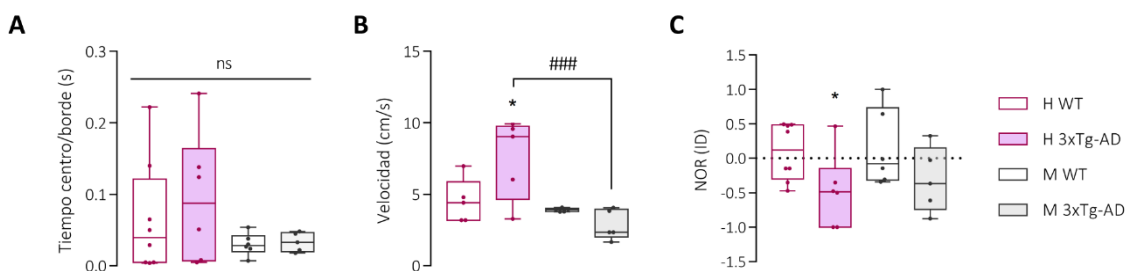 A
Tiempo centro/borde (s)
0.3
0.2
0.1
0.0
ns
B
Velocidad (cm/s)
15
10
5
0
*
###
C
NOR (ID)
1.5
1.0
0.5
0.0
-0.5
-1.0
-1.5
*
H WT
H 3xTg-AD
M WT
M 3xTg-AD